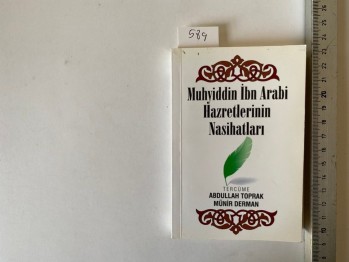 589
Muhyiddin İbn Arabi
Hazretlerinin
Nasihatları
TERCÜME
ABDULLAH TOPRAK
MÜNİR DERMAN